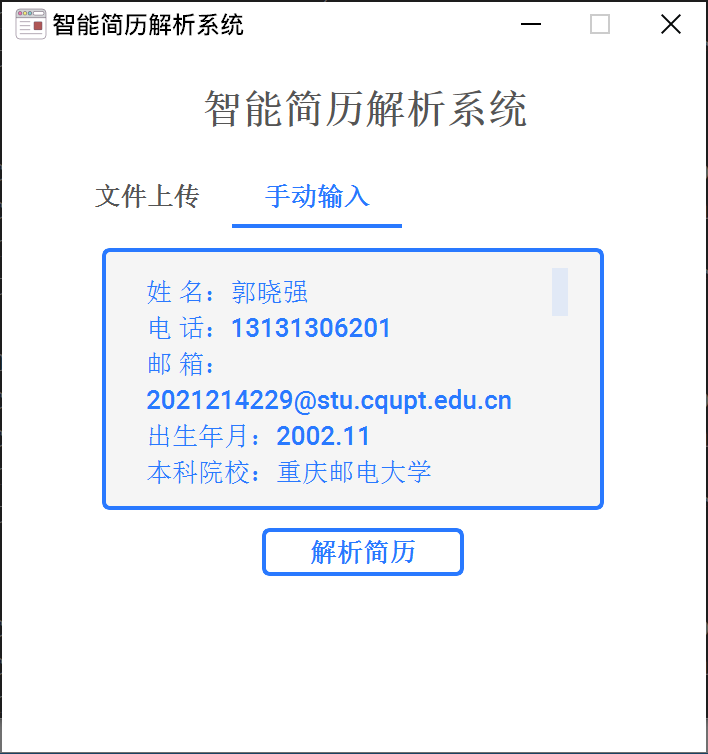 智能简历解析系统
智能简历解析系统
文件上传 手动输入
姓 名：郭晓强
电 话：13131306201
邮 箱：
2021214229@stu.cqupt.edu.cn
出生年月：2002.11
本科院校：重庆邮电大学
解析简历